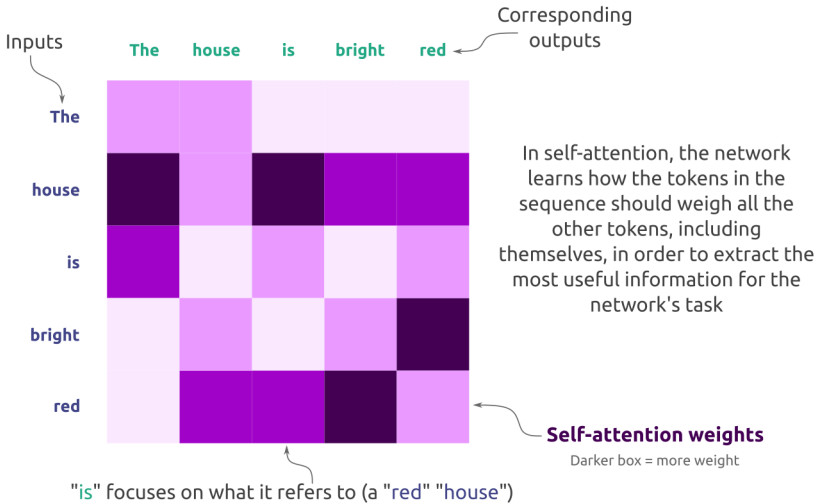 Corresponding
outputs
Inputs
The house is bright red
The
house
is
bright
red
In self-attention, the network
learns how the tokens in the
sequence should weigh all the
other tokens, including
themselves, in order to extract the
most useful information for the
network's task
Self-attention weights
Darker box = more weight
"is" focuses on what it refers to (a "red" "house")